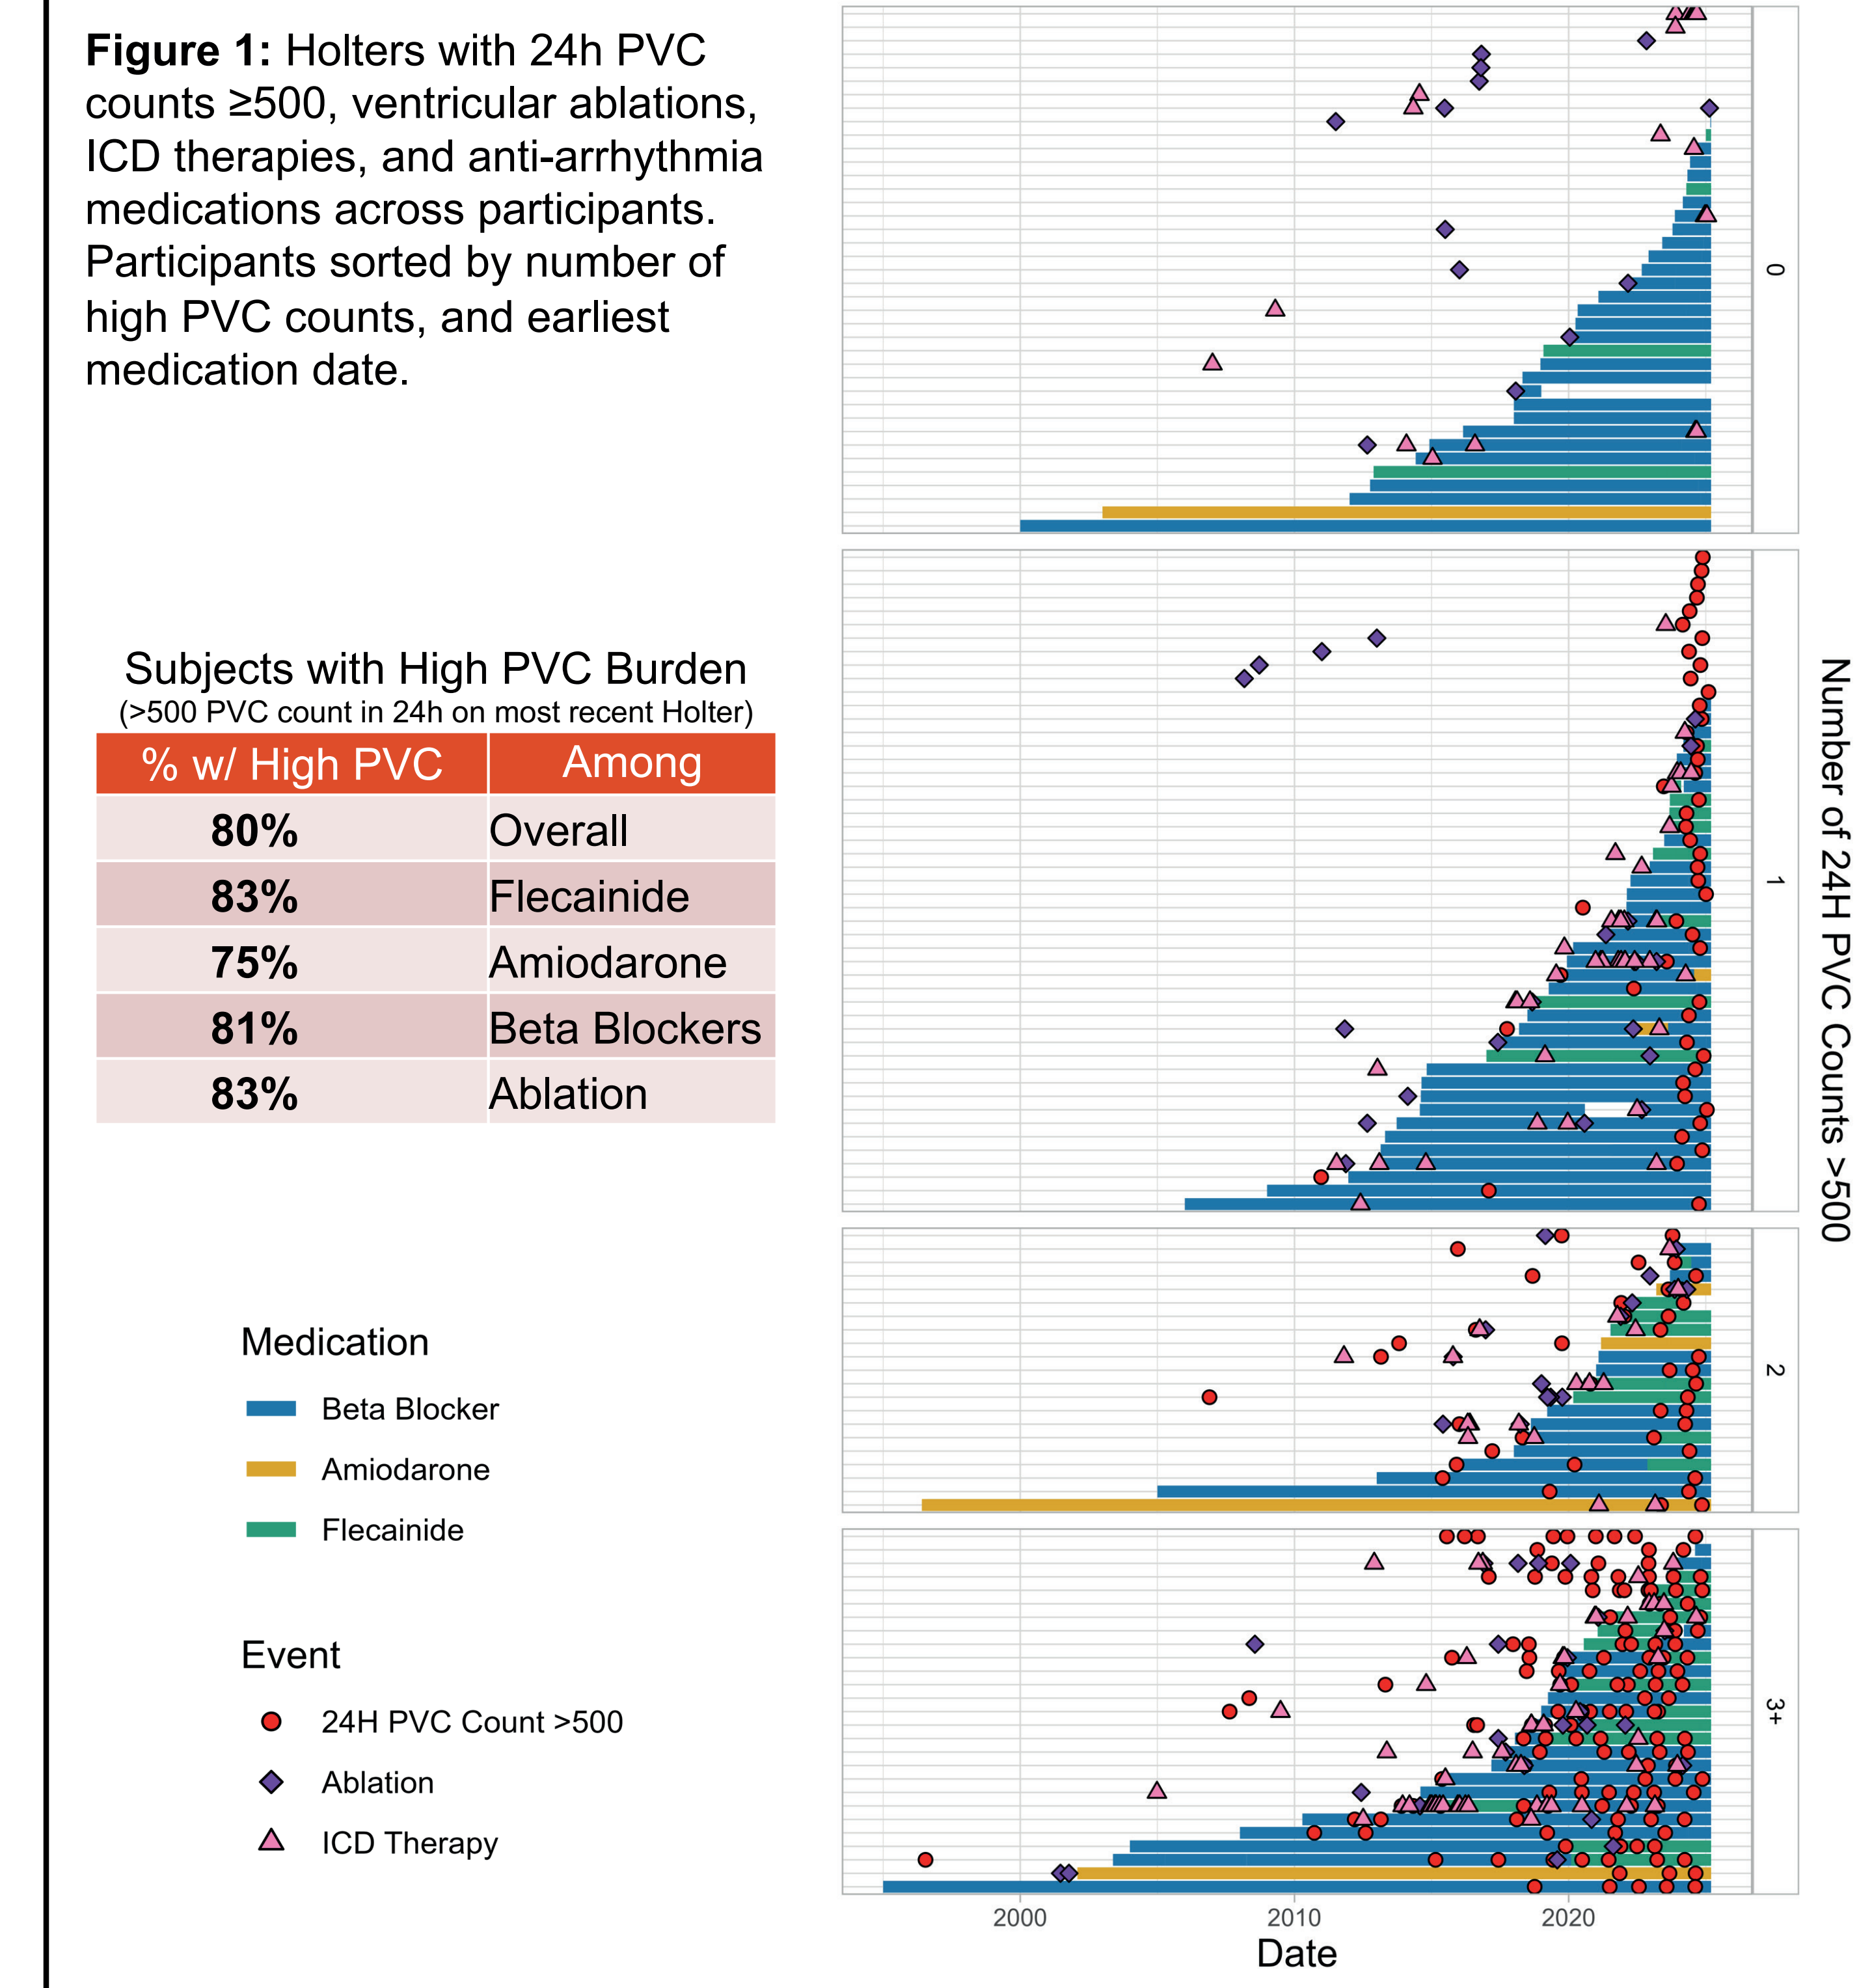 Figure 1: Holters with 24h PVC
counts ≥500, ventricular ablations,
ICD therapies, and anti-arrhythmia
medications across participants.
Participants sorted by number of
high PVC counts, and earliest
medication date.
Subjects with High PVC Burden
(>500 PVC count in 24h on most recent Holter)
% w/ High PVC Among
80% Overall
83% Flecainide
75% Amiodarone
81% Beta Blockers
83% Ablation
Medication
Beta Blocker
Amiodarone
Flecainide
Event
24H PVC Count >500
Ablation
ICD Therapy
0
1
2
3+
Number of 24H PVC Counts >500
2000 2010 2020
Date